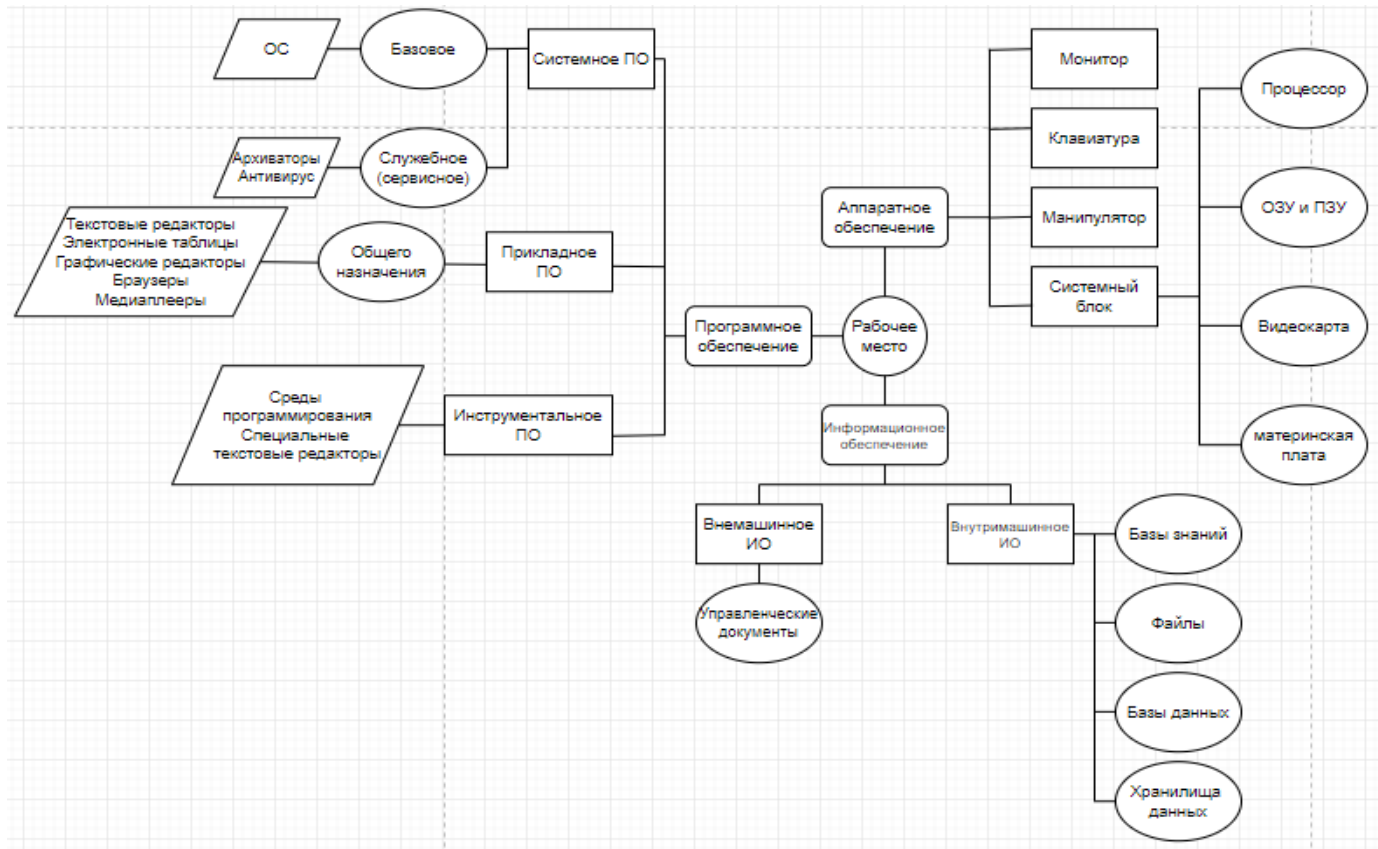 ОС
Базовое
Системное ПО
Архиваторы
Антивирус
Служебное
(сервисное)
Текстовые редакторы
Электронные таблицы
Графические редакторы
Браузеры
Медиаплееры
Общего
назначения
Прикладное
ПО
Среды
программирования
Специальные
текстовые редакторы
Инструментальное
ПО
Программное
обеспечение
Рабочее
место
Аппаратное
обеспечение
Монитор
Клавиатура
Манипулятор
Системный
блок
Процессор
ОЗУ и ПЗУ
Видеокарта
материнская
плата
Информационное
обеспечение
Внемашинное
ИО
Управленческие
документы
Внутримашинное
ИО
Базы знаний
Файлы
Базы данных
Хранилища
данных